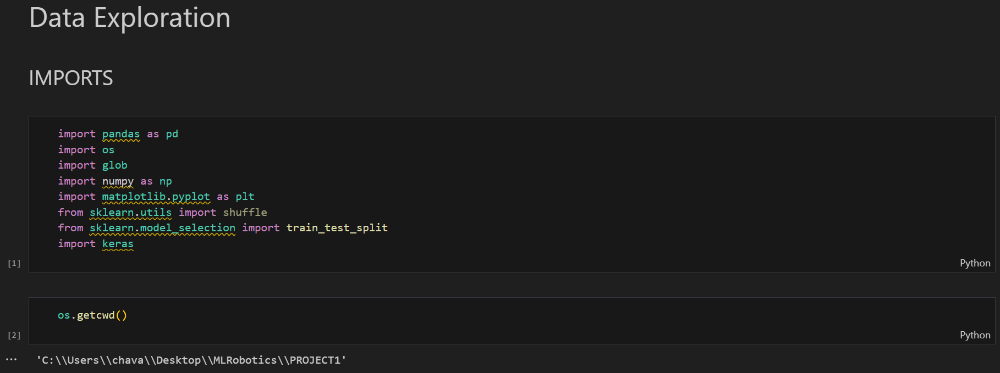 Data Exploration
IMPORTS
import pandas as pd
import os
import glob
import numpy as np
import matplotlib.pyplot as plt
from sklearn.utils import shuffle
from sklearn.model_selection import train_test_split
import keras
[1]
Python
os.getcwd()
[2]
Python
... 'C:\\Users\\chava\\Desktop\\MLRobotics\\PROJECT1'